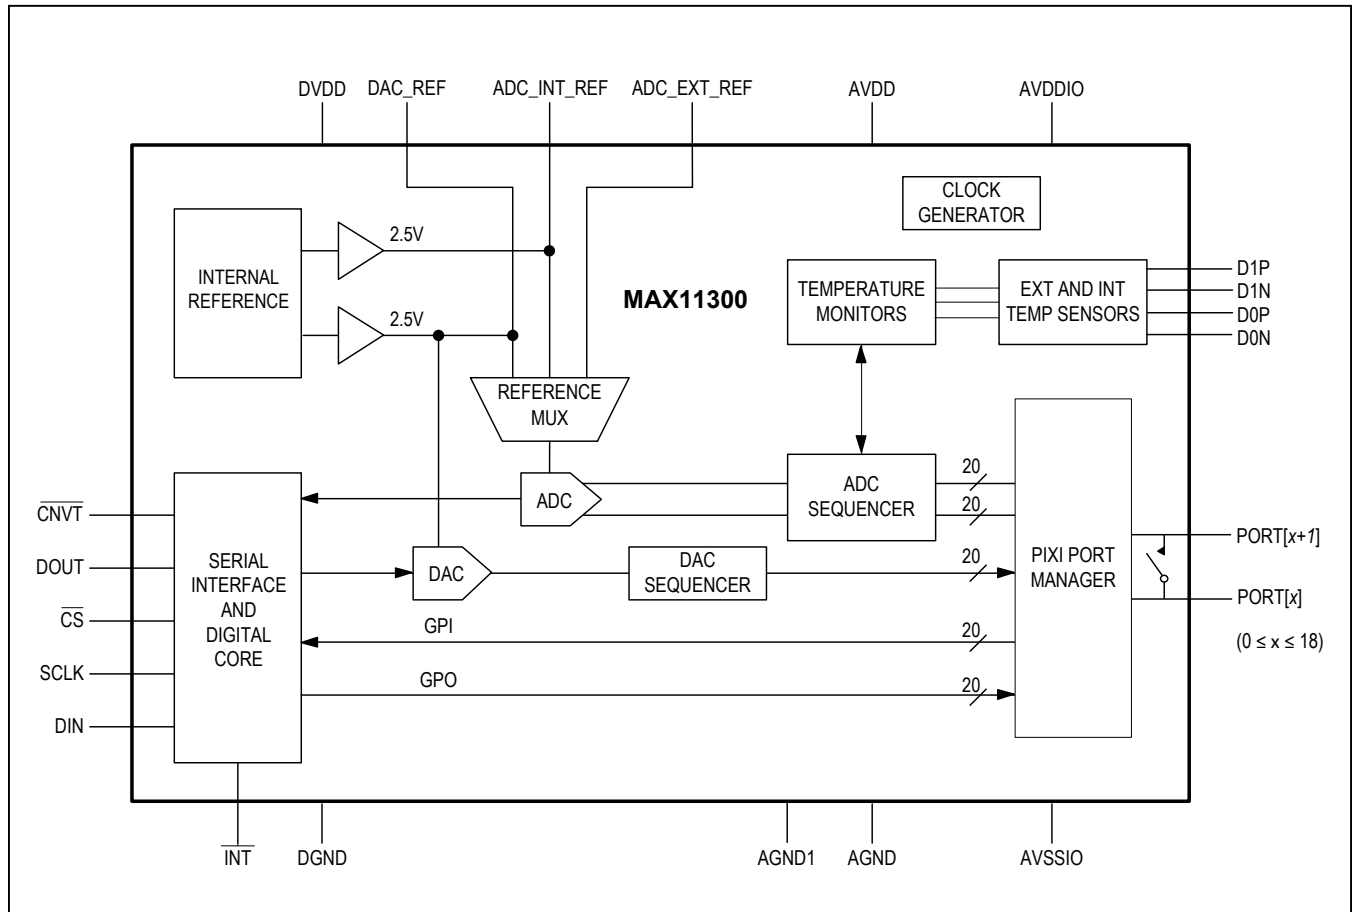 DVDD
DAC_REF
ADC_INT_REF
ADC_EXT_REF
AVDD
AVDDIO
CLOCK
GENERATOR
INTERNAL
REFERENCE
2.5V
2.5V
MAX11300
TEMPERATURE
MONITORS
EXT AND INT
TEMP SENSORS
D1P
D1N
D0P
D0N
REFERENCE
MUX
ADC
ADC
SEQUENCER
20
20
CNVT
DOUT
CS
SCLK
DIN
SERIAL
INTERFACE
AND
DIGITAL
CORE
DAC
DAC
SEQUENCER
20
GPI
20
GPO
20
PIXI PORT
MANAGER
PORT[x+1]
PORT[x]
(0 ≤ x ≤ 18)
INT
DGND
AGND1
AGND
AVSSIO